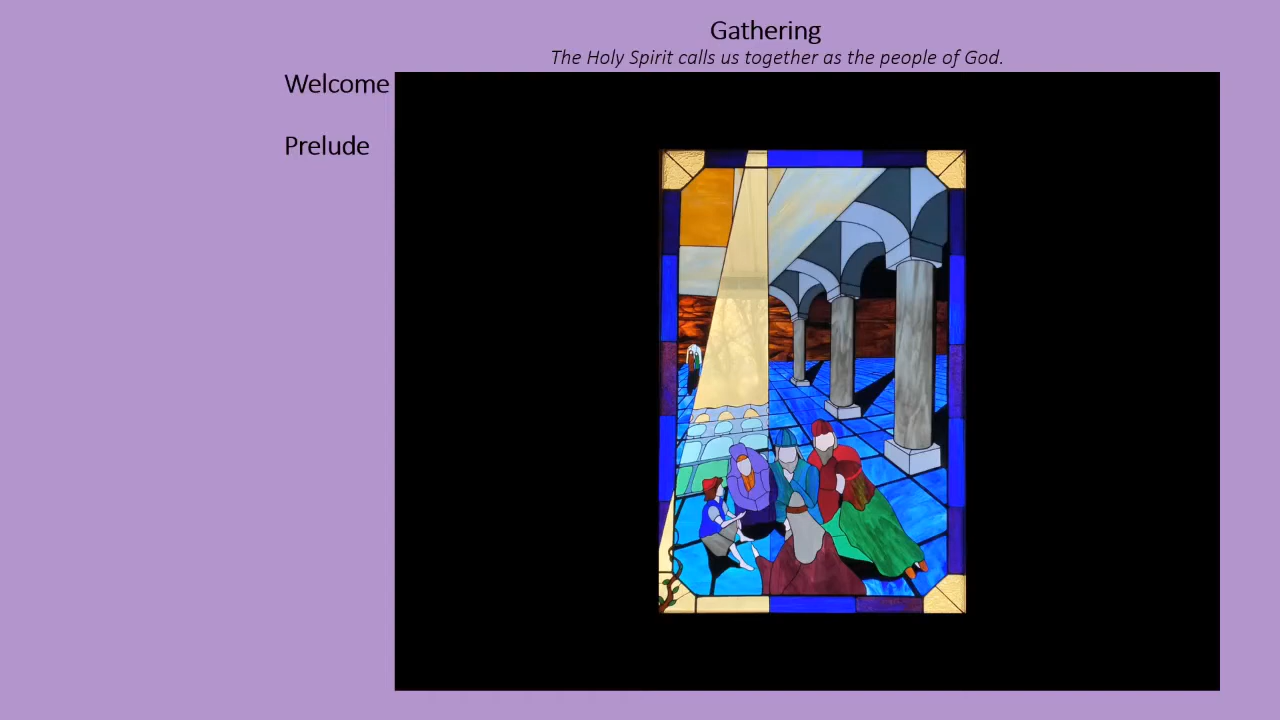 Gathering
The Holy Spirit calls us together as the people of God.
Welcome
Prelude